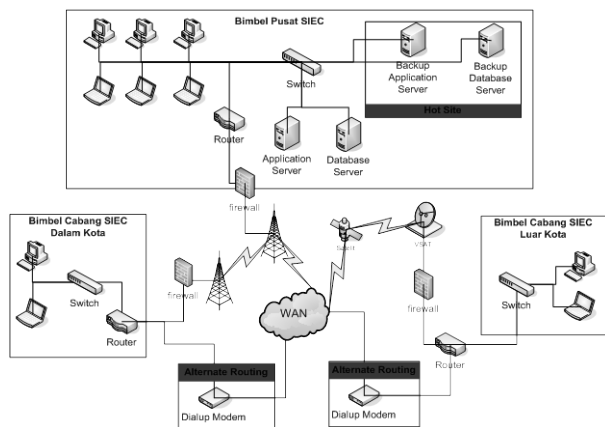 Bimbel Pusat SIEC
Switch
Backup
Application
Server
Backup
Database
Server
Hot Site
Router
Application
Server
Database
Server
firewall
Bimbel Cabang SIEC
Dalam Kota
Switch
Router
firewall
Satelit
VSAT
Bimbel Cabang SIEC
Luar Kota
Switch
firewall
WAN
Router
Alternate Routing
Dialup Modem
Alternate Routing
Dialup Modem